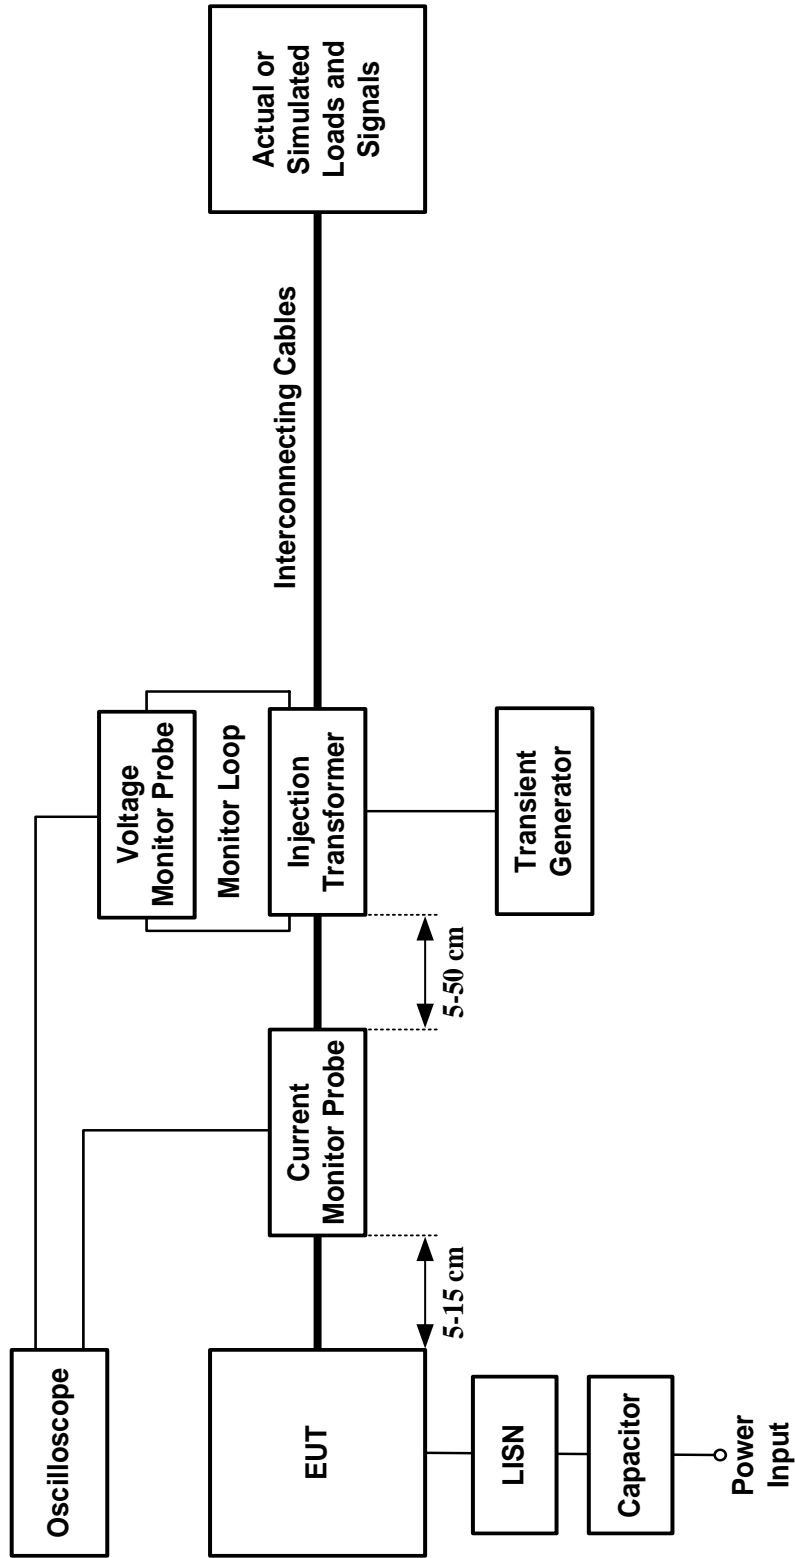 Oscilloscope
Voltage
Monitor Probe
Monitor Loop
EUT
Current
Monitor Probe
Injection
Transformer
Interconnecting Cables
Actual or
Simulated
Loads and
Signals
5-15 cm
5-50 cm
LISN
Transient
Generator
Capacitor
Power
Input